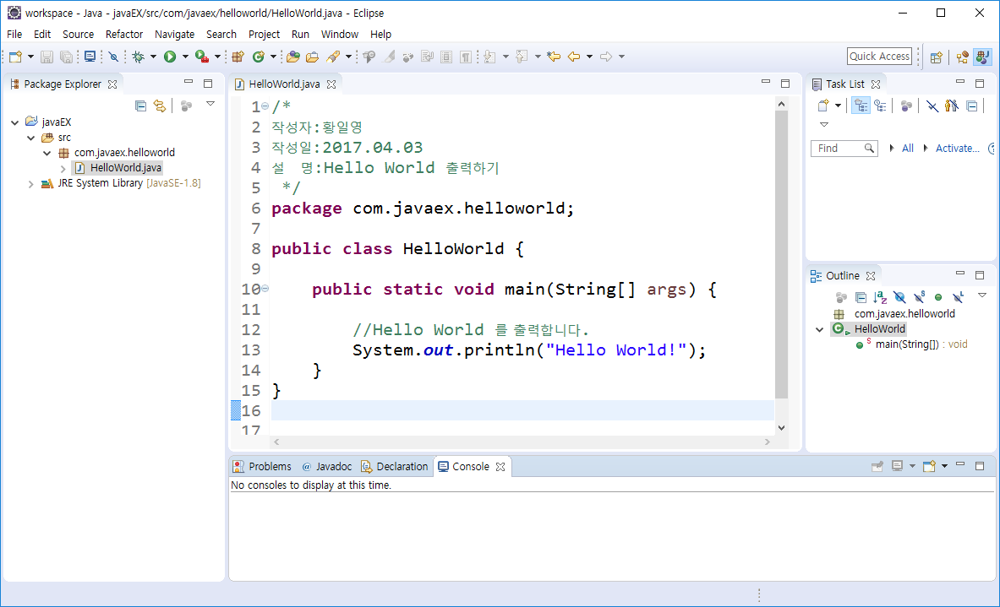 workspace - Java - javaEX/src/com/javaex/helloworld/HelloWorld.java - Eclipse
File Edit Source Refactor Navigate Search Project Run Window Help
Quick Access
Package Explorer
javaEX
src
com.javaex.helloworld
HelloWorld.java
JRE System Library [JavaSE-1.8]
HelloWorld.java
1 /*
2 작성자:황일영
3 작성일:2017.04.03
4 설  명:Hello World 출력하기
5  */
6 package com.javaex.helloworld;
7
8 public class HelloWorld {
9
10     public static void main(String[] args) {
11
12         //Hello World 를 출력합니다.
13         System.out.println("Hello World!");
14     }
15 }
16
17
Task List
Find All Activate...
Outline
com.javaex.helloworld
HelloWorld
main(String[]) : void
Problems @ Javadoc Declaration Console
No consoles to display at this time.